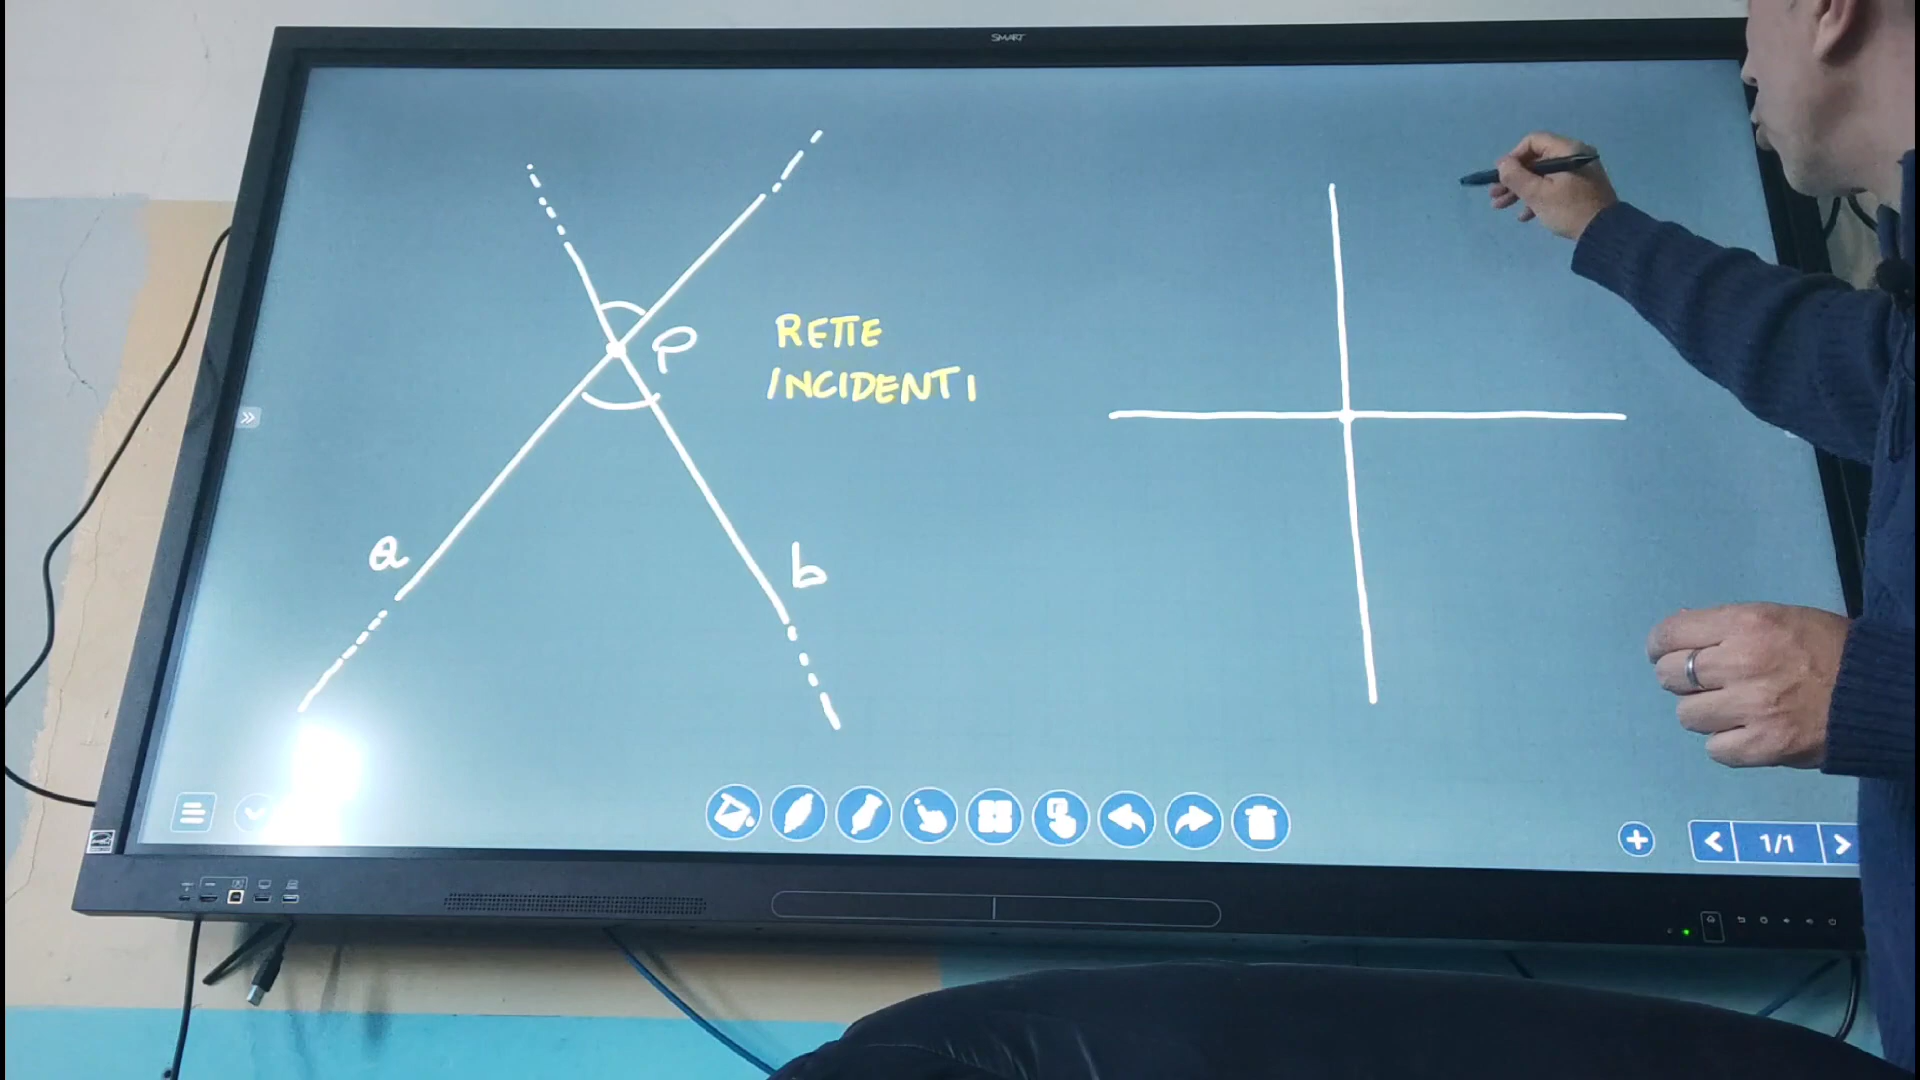 SMART
P
RETTE
INCIDENTI
a
b
1/1